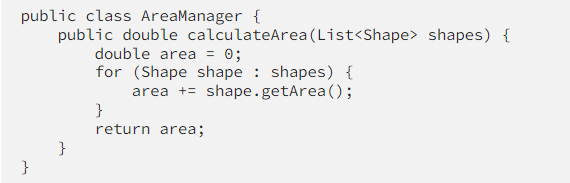 public class AreaManager {
    public double calculateArea(List<Shape> shapes) {
        double area = 0;
        for (Shape shape : shapes) {
            area += shape.getArea();
        }
        return area;
    }
}